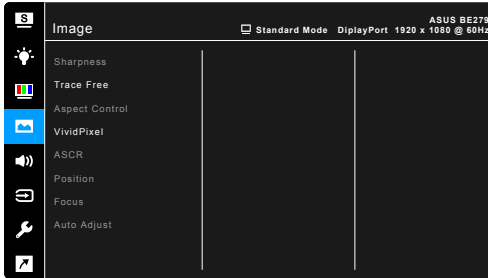 S
Image
Standard Mode DiplayPort 1920 x 1080 @ 60Hz
ASUS BE279
Sharpness
Trace Free
Aspect Control
VividPixel
ASCR
Position
Focus
Auto Adjust